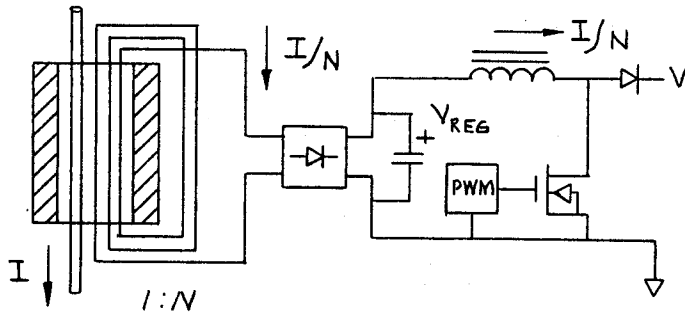 I/N
I/N
V
+ VREG
PWM
I
1:N